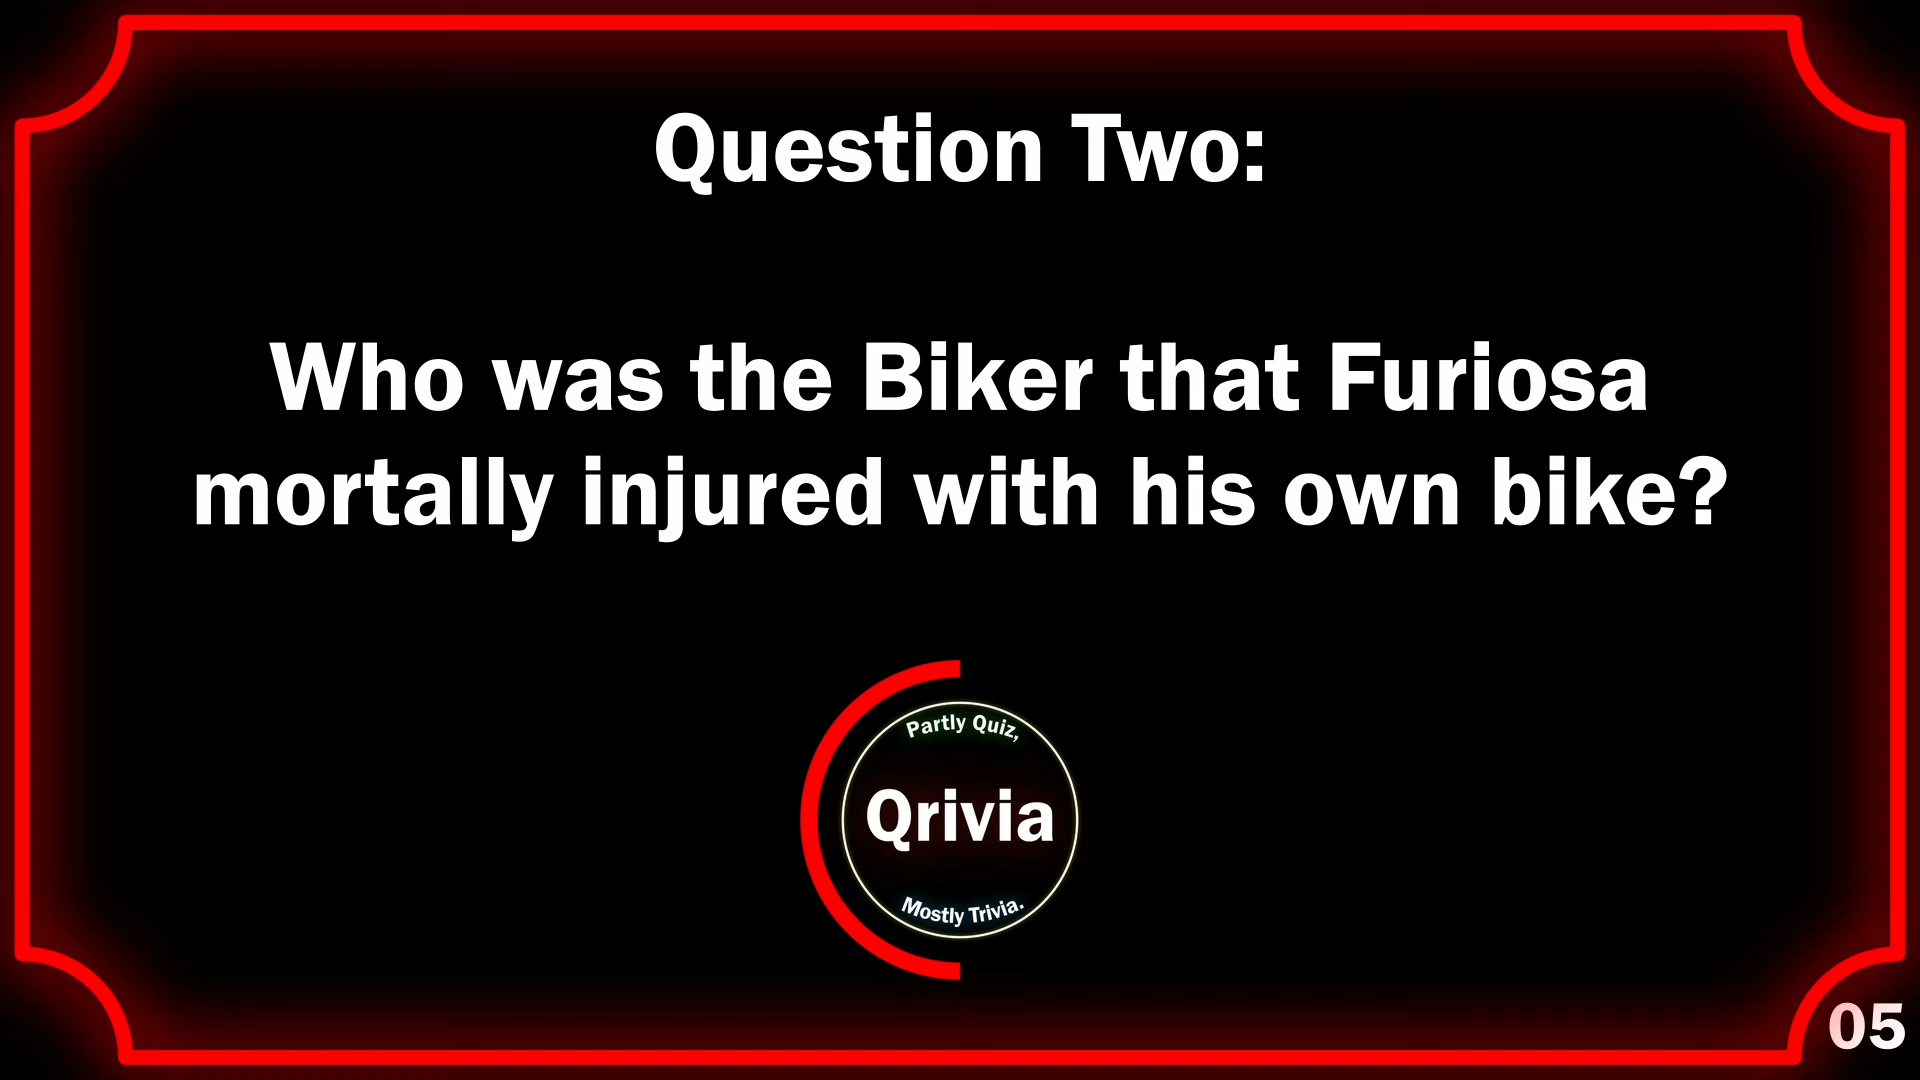 Question Two:
Who was the Biker that Furiosa
mortally injured with his own bike?
Partly Quiz,
Qrivia
Mostly Trivia.
05